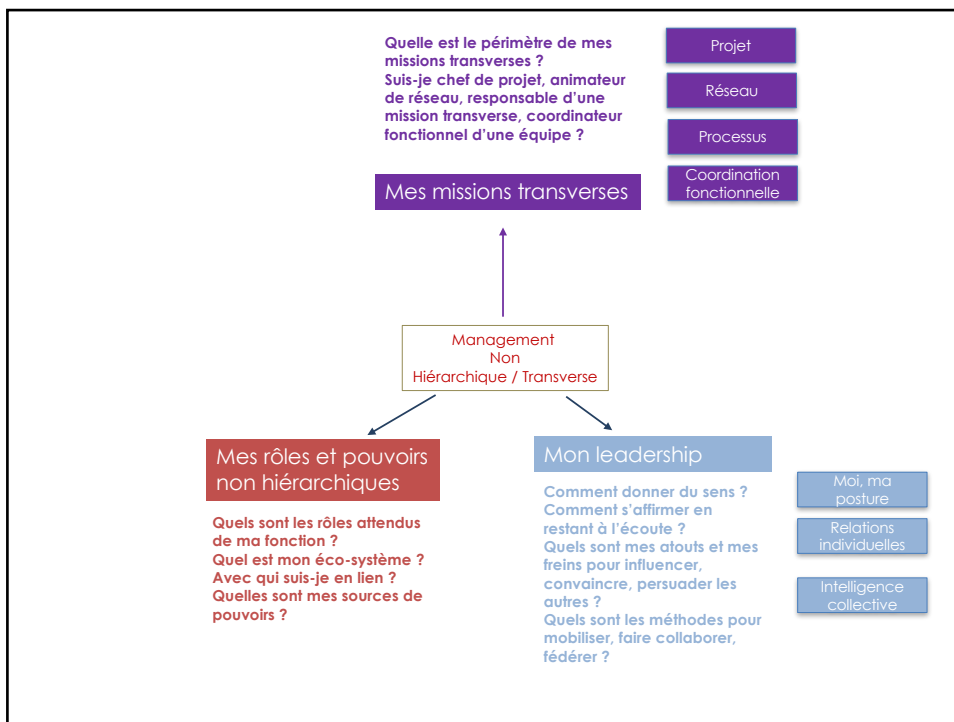 Quelle est le périmètre de mes
missions transverses ?
Suis-je chef de projet, animateur
de réseau, responsable d'une
mission transverse, coordinateur
fonctionnel d'une équipe ?
Projet
Réseau
Processus
Coordination
fonctionnelle
Mes missions transverses
Management
Non
Hiérarchique / Transverse
Mes rôles et pouvoirs
non hiérarchiques
Quels sont les rôles attendus
de ma fonction ?
Quel est mon éco-système ?
Avec qui suis-je en lien ?
Quelles sont mes sources de
pouvoirs ?
Mon leadership
Comment donner du sens ?
Comment s'affirmer en
restant à l'écoute ?
Quels sont mes atouts et mes
freins pour influencer,
convaincre, persuader les
autres ?
Quels sont les méthodes pour
mobiliser, faire collaborer,
fédérer ?
Moi, ma
posture
Relations
individuelles
Intelligence
collective